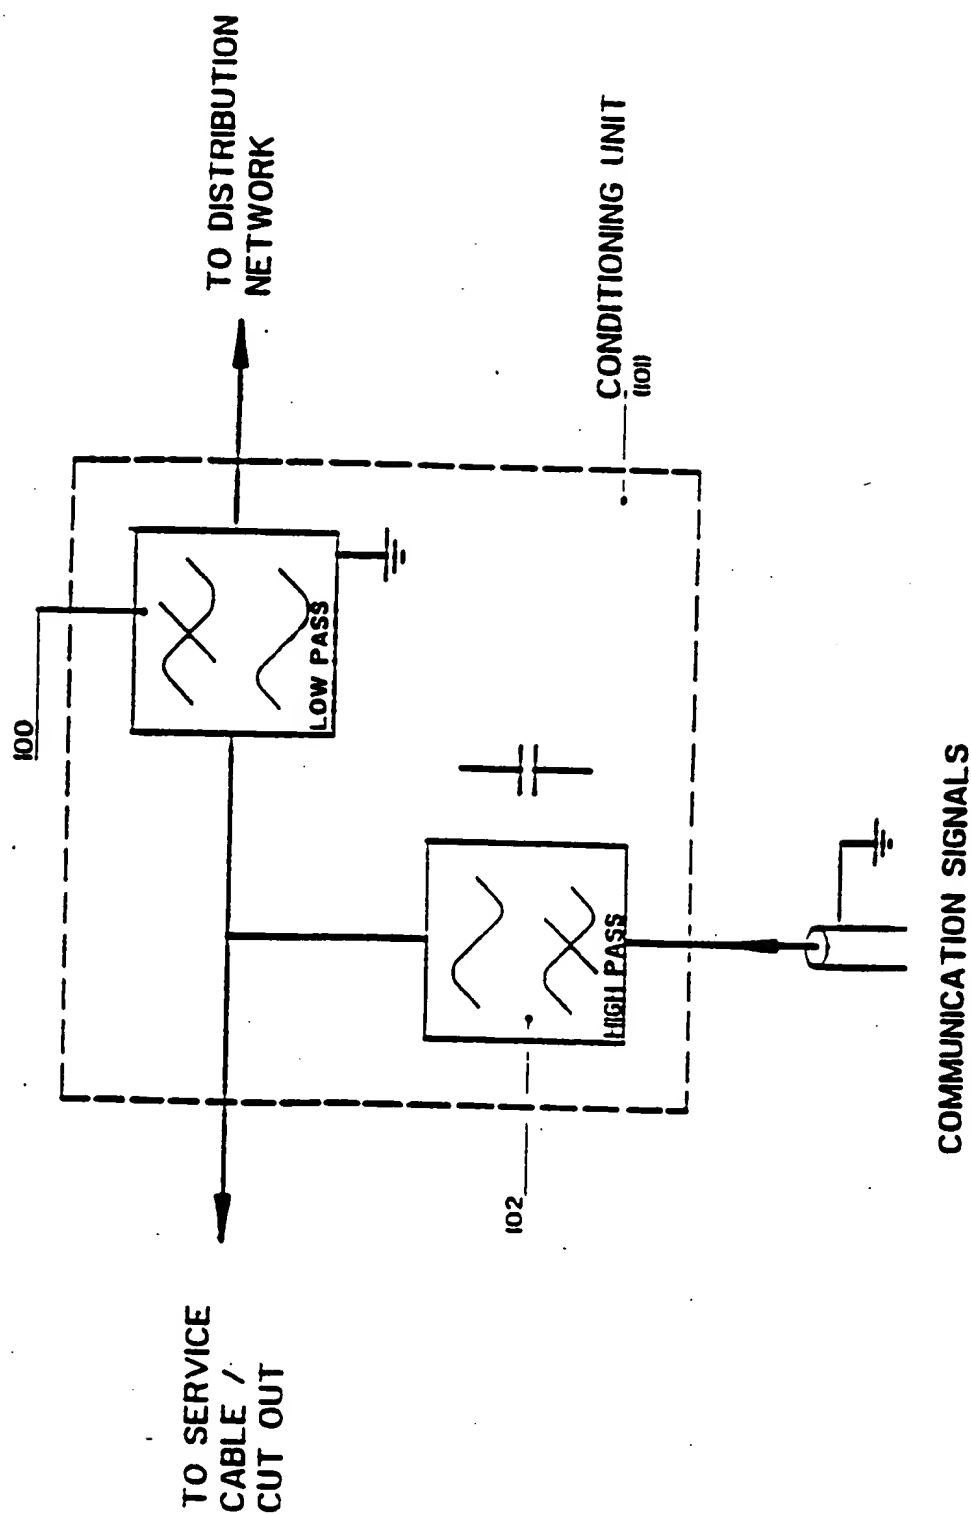 100
TO DISTRIBUTION
NETWORK
LOW PASS
TO SERVICE
CABLE /
CUT OUT
102
HIGH PASS
CONDITIONING UNIT
(101)
COMMUNICATION SIGNALS